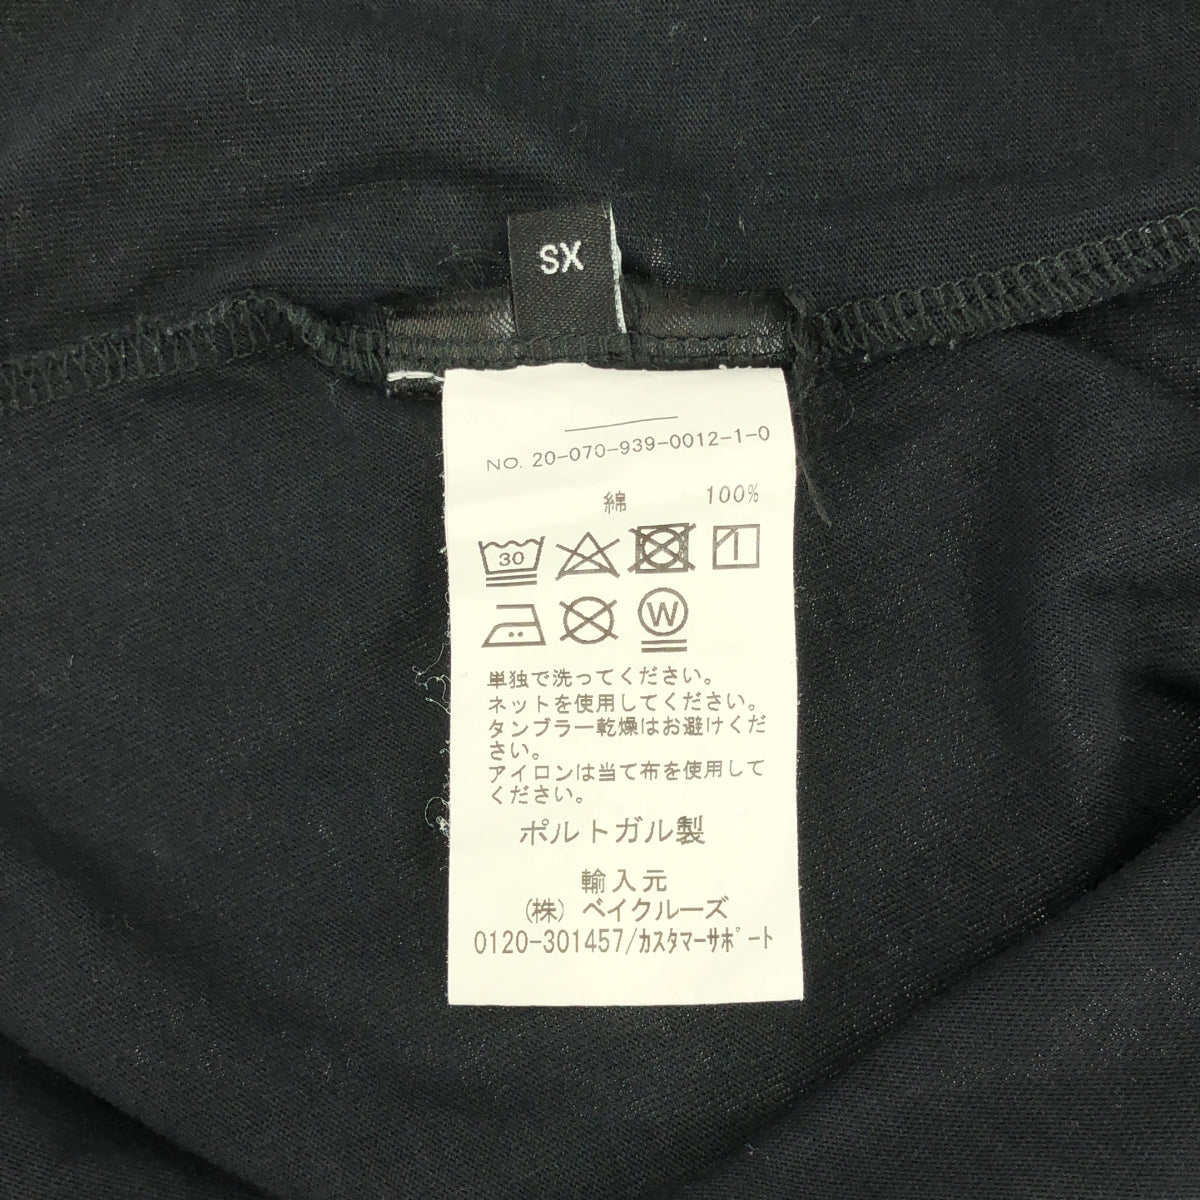 SX
NO. 20-070-939-0012-1-0
綿 100%
30
W
単独で洗ってください。
ネットを使用してください。
タンブラー乾燥はお避けくだ
さい。
アイロンは当て布を使用して
ください。
ポルトガル製
輸入元
(株) ベイクルーズ
0120-301457/ｶｽﾀﾏｰｻﾎﾟｰﾄ